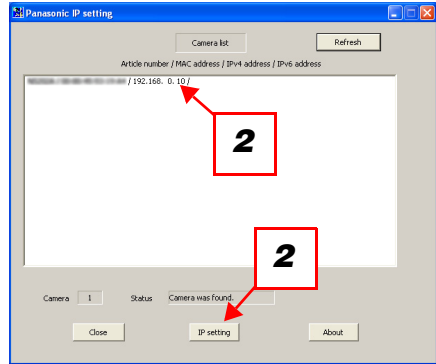 Panasonic IP setting
Camera list Refresh
Article number / MAC address / IPv4 address / IPv6 address
/ 192.168. 0. 10 /
2
2
Camera 1 Status Camera was found.
Close IP setting About